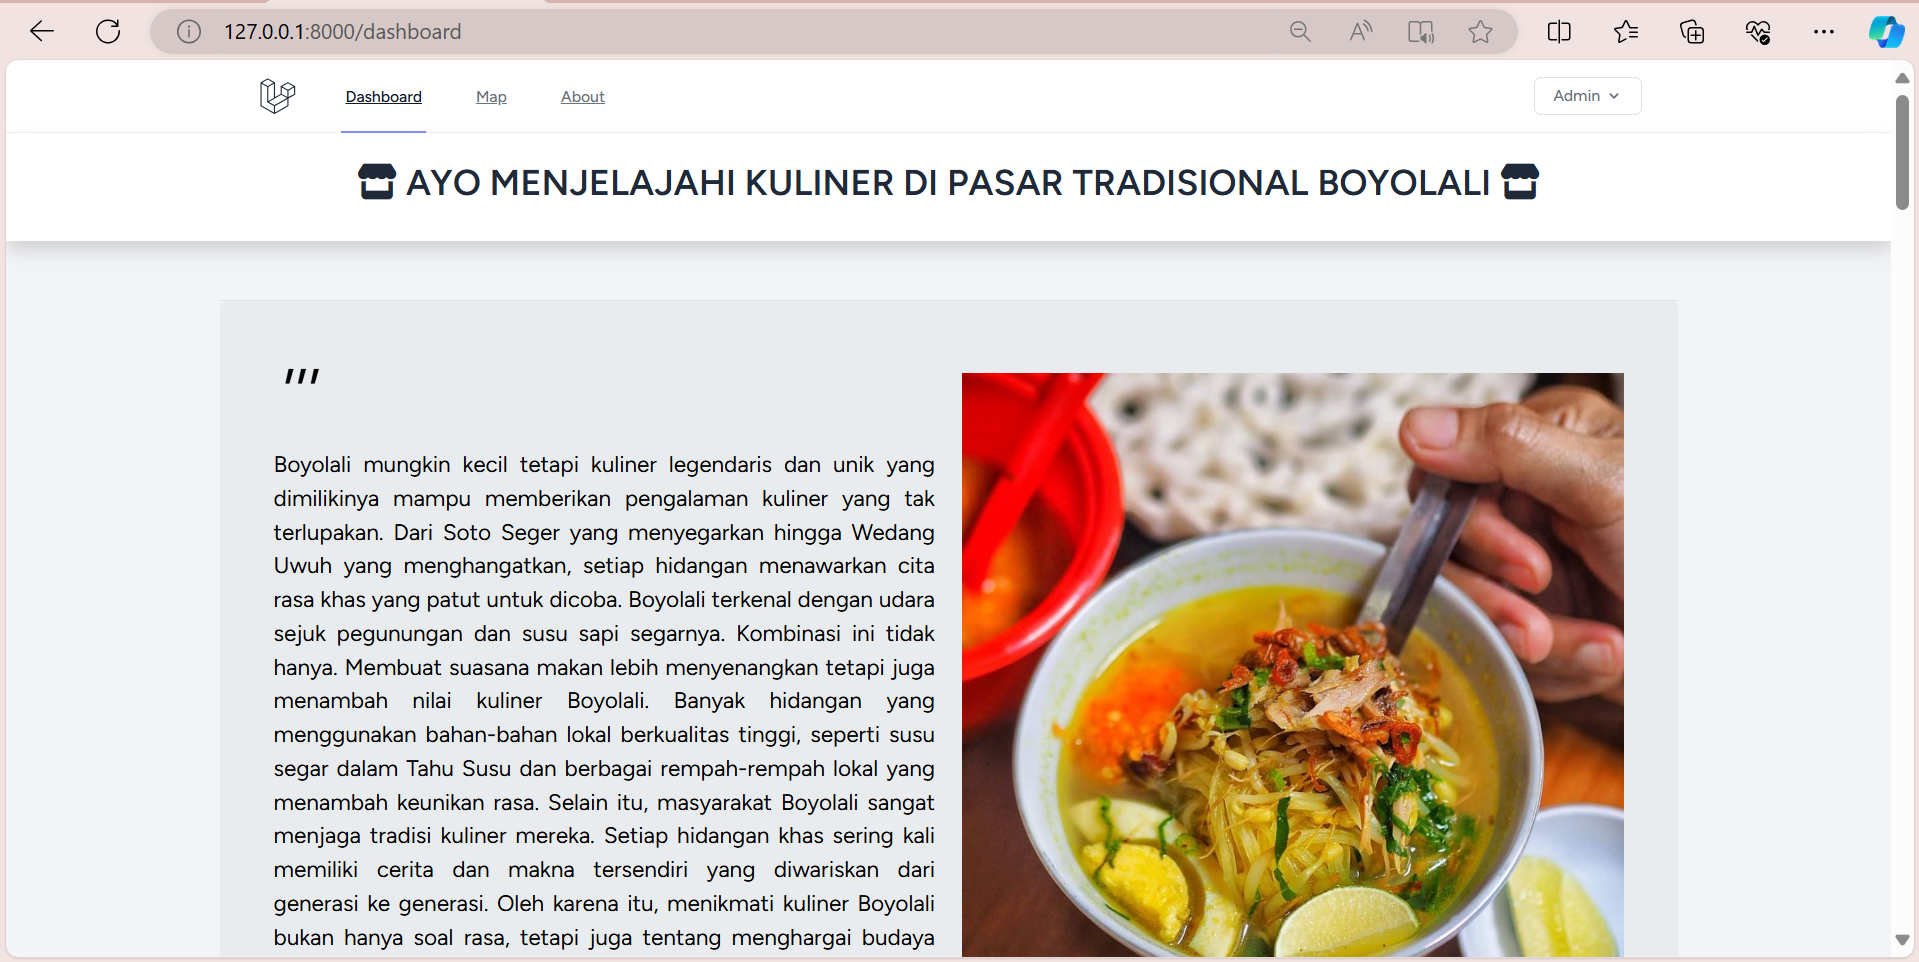 127.0.0.1:8000/dashboard
Dashboard Map About Admin
AYO MENJELAJAHI KULINER DI PASAR TRADISIONAL BOYOLALI
'''
Boyolali mungkin kecil tetapi kuliner legendaris dan unik yang
dimilikinya mampu memberikan pengalaman kuliner yang tak
terlupakan. Dari Soto Seger yang menyegarkan hingga Wedang
Uwuh yang menghangatkan, setiap hidangan menawarkan cita
rasa khas yang patut untuk dicoba. Boyolali terkenal dengan udara
sejuk pegunungan dan susu sapi segarnya. Kombinasi ini tidak
hanya. Membuat suasana makan lebih menyenangkan tetapi juga
menambah nilai kuliner Boyolali. Banyak hidangan yang
menggunakan bahan-bahan lokal berkualitas tinggi, seperti susu
segar dalam Tahu Susu dan berbagai rempah-rempah lokal yang
menambah keunikan rasa. Selain itu, masyarakat Boyolali sangat
menjaga tradisi kuliner mereka. Setiap hidangan khas sering kali
memiliki cerita dan makna tersendiri yang diwariskan dari
generasi ke generasi. Oleh karena itu, menikmati kuliner Boyolali
bukan hanya soal rasa, tetapi juga tentang menghargai budaya